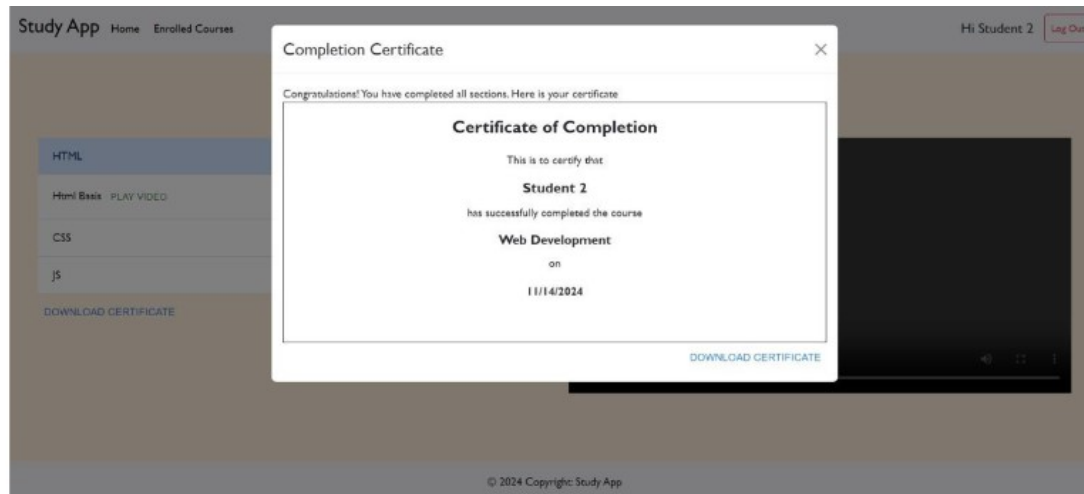 Study App Home Enrolled Courses
Hi Student 2
Log Out
Completion Certificate
Congratulations! You have completed all sections. Here is your certificate
Certificate of Completion
This is to certify that
Student 2
has successfully completed the course
Web Development
on
11/14/2024
DOWNLOAD CERTIFICATE
HTML
Html Basis PLAY VIDEO
CSS
JS
DOWNLOAD CERTIFICATE
© 2024 Copyright: Study App